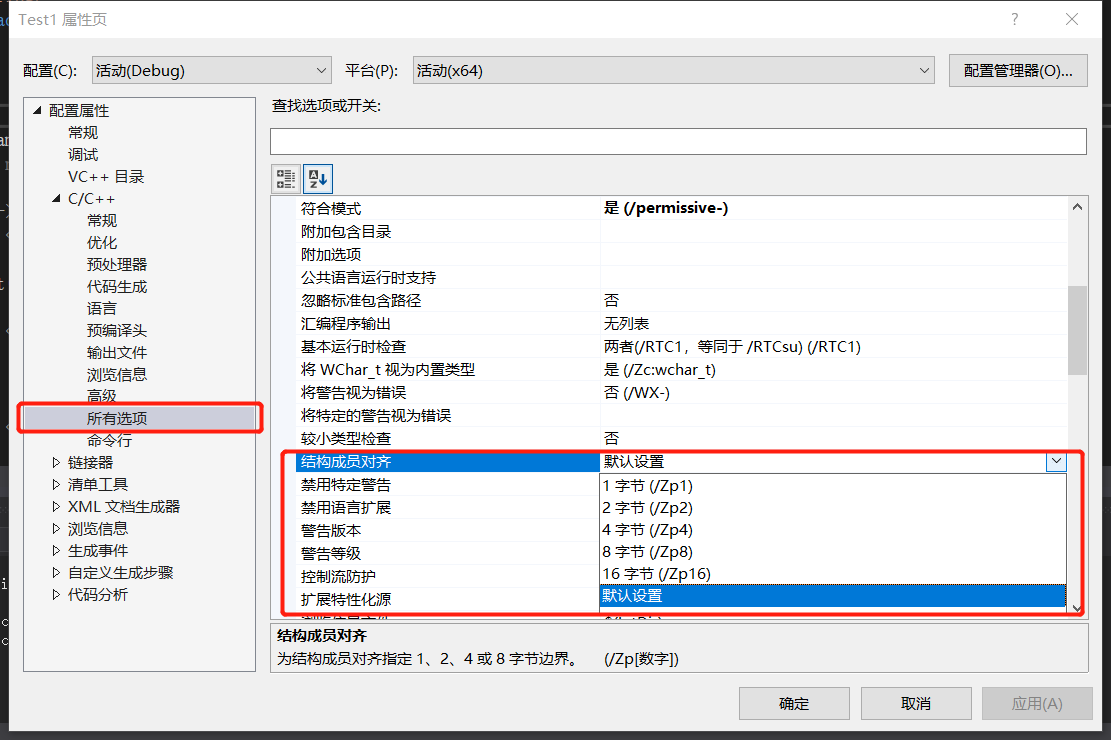 Test1 属性页
配置(C):
活动(Debug)
平台(P):
活动(x64)
配置管理器(O)...
配置属性
常规
调试
VC++ 目录
C/C++
常规
优化
预处理器
代码生成
语言
预编译头
输出文件
浏览信息
高级
所有选项
命令行
链接器
清单工具
XML 文档生成器
浏览信息
生成事件
自定义生成步骤
代码分析
查找选项或开关:
符合模式 是 (/permissive-)
附加包含目录
附加选项
公共语言运行时支持
忽略标准包含路径 否
汇编程序输出 无列表
基本运行时检查 两者(/RTC1，等同于 /RTCsu) (/RTC1)
将 WChar_t 视为内置类型 是 (/Zc:wchar_t)
将警告视为错误 否 (/WX-)
将特定的警告视为错误
较小类型检查 否
结构成员对齐 默认设置
禁用特定警告
禁用语言扩展
警告版本
警告等级
控制流防护
扩展特性化源
1 字节 (/Zp1)
2 字节 (/Zp2)
4 字节 (/Zp4)
8 字节 (/Zp8)
16 字节 (/Zp16)
默认设置
结构成员对齐
为结构成员对齐指定 1、2、4 或 8 字节边界。 (/Zp[数字])
确定
取消
应用(A)